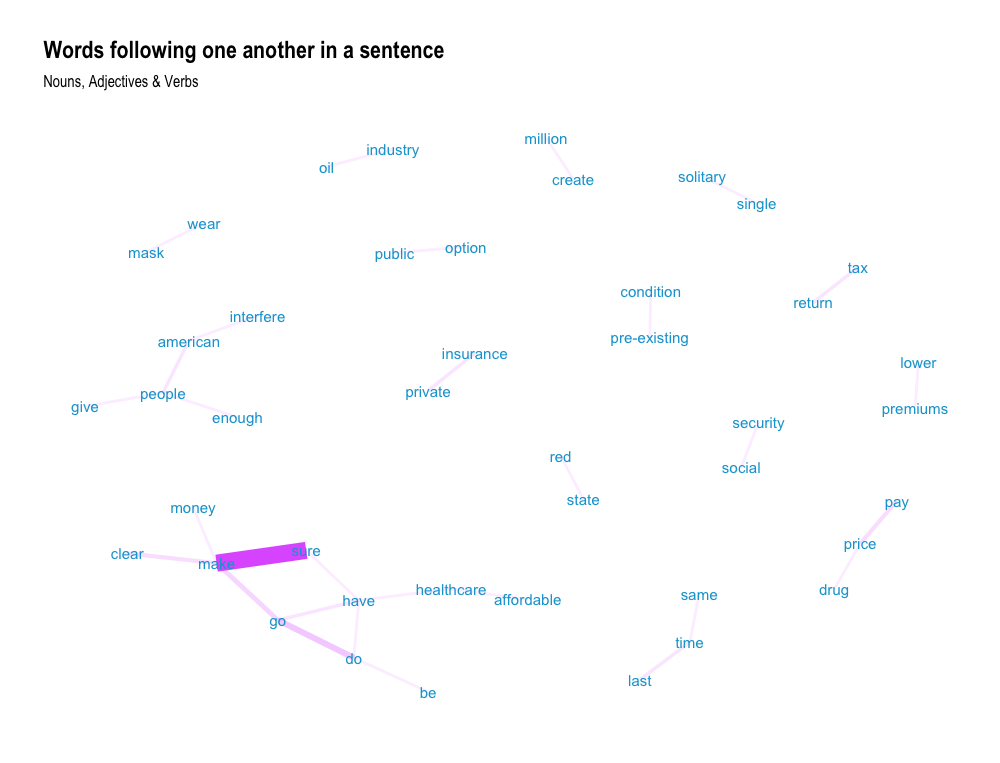 Words following one another in a sentence
Nouns, Adjectives & Verbs
million
industry
oil
create
solitary
single
wear
mask
public
option
tax
condition
return
interfere
american
pre-existing
insurance
lower
private
people
give
enough
premiums
security
red
social
state
money
pay
clear
make
sure
price
healthcare
affordable
have
same
drug
go
time
do
last
be